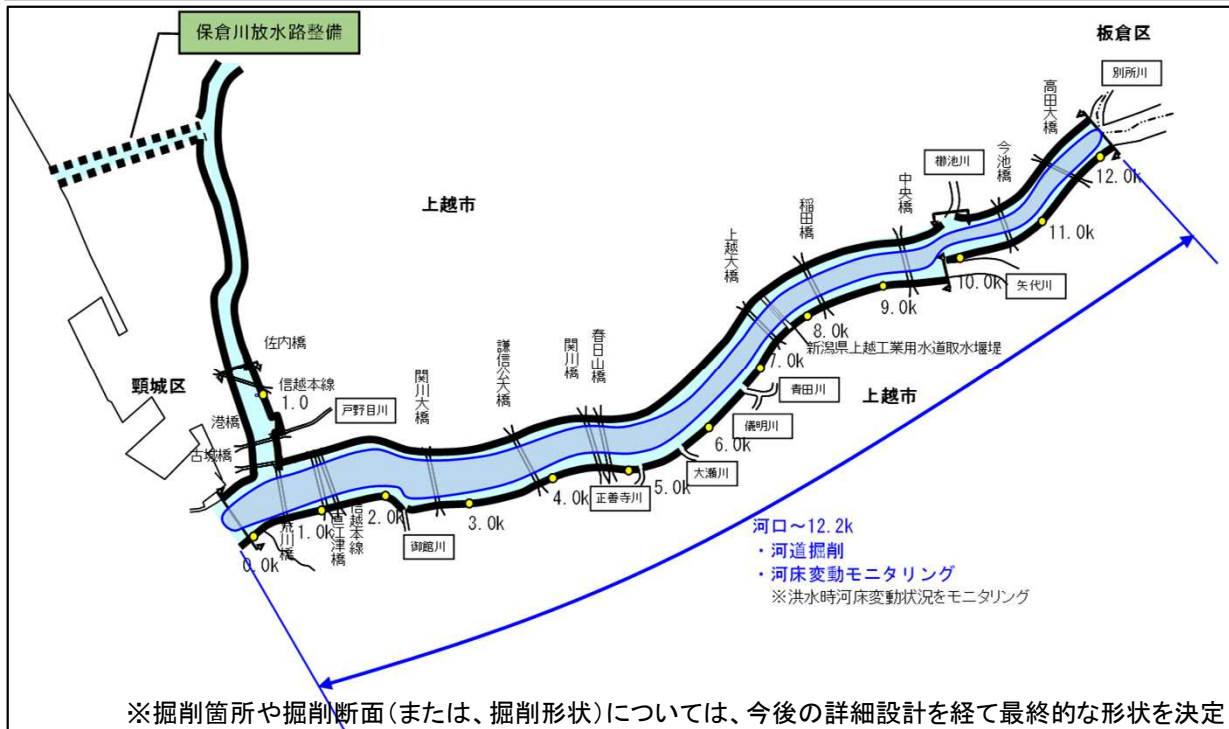 保倉川放水路整備
板倉区
別所川
高田大橋
今池橋
櫛池川
中央橋
12.0k
11.0k
上越市
稲田橋
上越大橋
10.0k
矢代川
9.0k
8.0k
新潟県上越工業用水道取水堰堤
7.0k
青田川
上越市
儀明川
6.0k
大瀬川
佐内橋
信越本線
1.0
頸城区
港橋
戸野目川
古城橋
関川大橋
謙信公大橋
関川橋
春日山橋
5.0k
正善寺川
4.0k
3.0k
2.0k
御館川
1.0k
信越本線
直江津橋
荒川橋
0.0k
河口～12.2k
・河道掘削
・河床変動モニタリング
※洪水時河床変動状況をモニタリング
※掘削箇所や掘削断面（または、掘削形状）については、今後の詳細設計を経て最終的な形状を決定